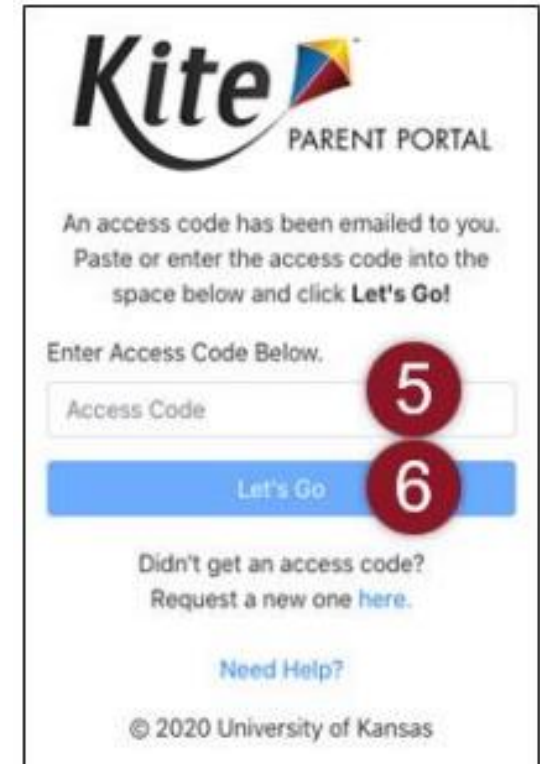 Kite™
PARENT PORTAL
An access code has been emailed to you.
Paste or enter the access code into the
space below and click Let's Go!
Enter Access Code Below.
Access Code
5
Let's Go
6
Didn't get an access code?
Request a new one here.
Need Help?
© 2020 University of Kansas